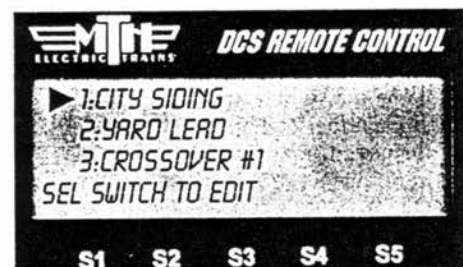 MTH
ELECTRIC TRAINS
DCS REMOTE CONTROL
1:CITY SIDING
2:YARD LEAD
3:CROSSOVER #1
SEL SWITCH TO EDIT
S1 S2 S3 S4 S5